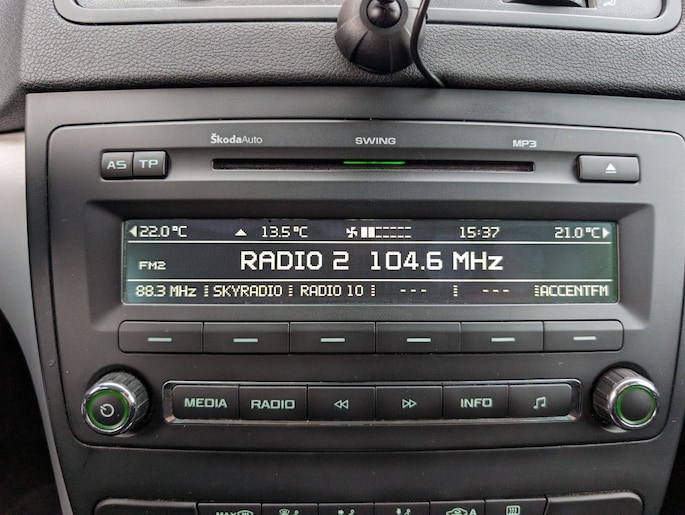 ŠkodaAuto SWING MP3
AS TP
22.0°C 13.5°C 15:37 21.0°C
FM2 RADIO 2 104.6 MHz
88.3 MHz SKYRADIO RADIO 10 --- --- ACCENTFM
MEDIA RADIO INFO
MAX A